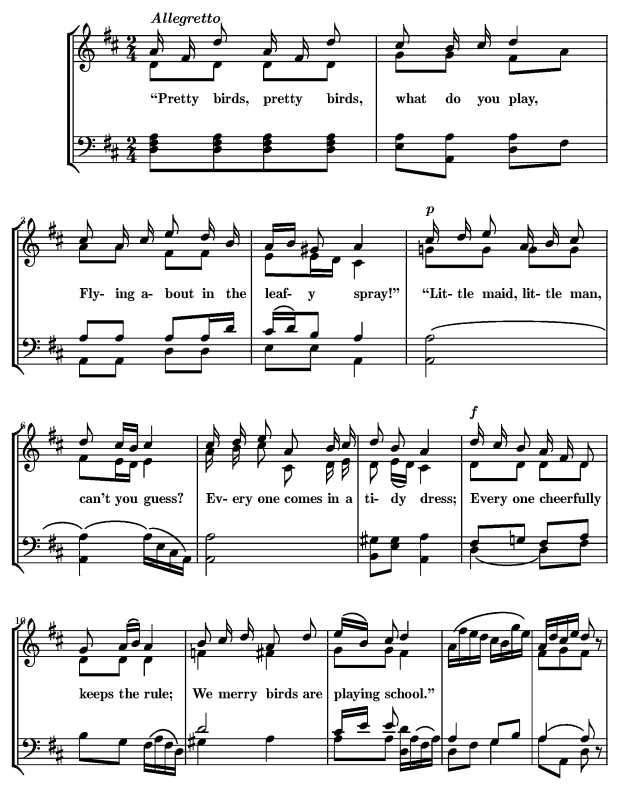 Allegretto
“Pretty birds, pretty birds, what do you play,
3
p
Fly- ing a- bout in the leaf- y spray!” “Lit- tle maid, lit- tle man,
6
f
can’t you guess? Ev- ery one comes in a ti- dy dress; Every one cheerfully
10
keeps the rule; We merry birds are playing school.”